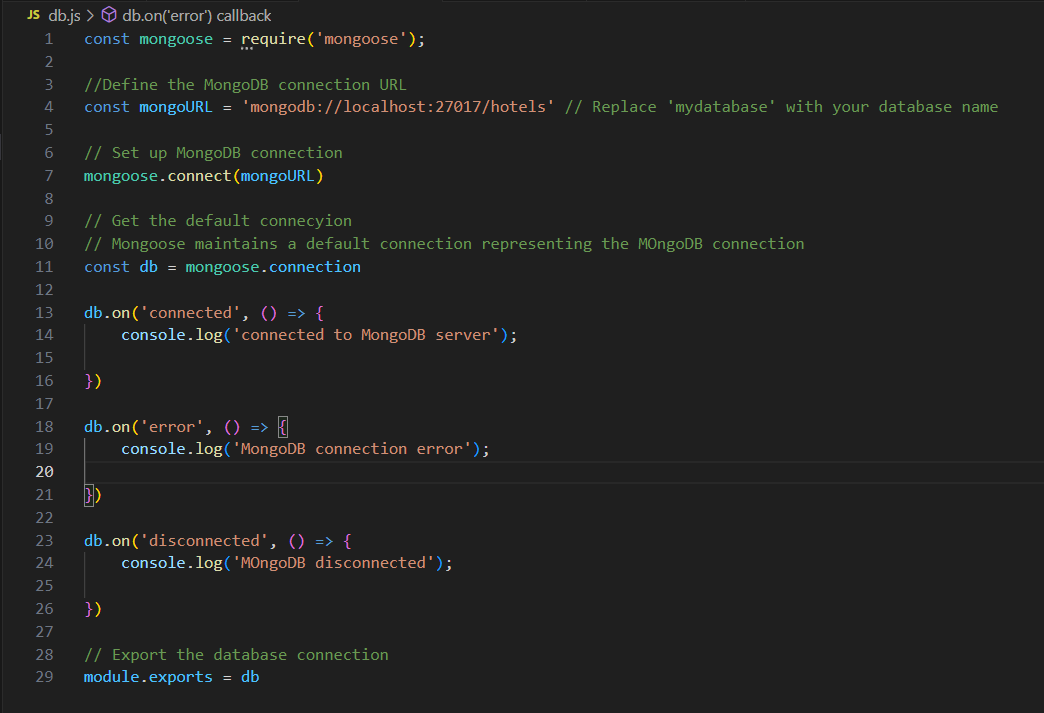 JS db.js > db.on('error') callback
1 const mongoose = require('mongoose');
2
3 //Define the MongoDB connection URL
4 const mongoURL = 'mongodb://localhost:27017/hotels' // Replace 'mydatabase' with your database name
5
6 // Set up MongoDB connection
7 mongoose.connect(mongoURL)
8
9 // Get the default connecyion
10 // Mongoose maintains a default connection representing the MOngoDB connection
11 const db = mongoose.connection
12
13 db.on('connected', () => {
14     console.log('connected to MongoDB server');
15
16 })
17
18 db.on('error', () => {
19     console.log('MongoDB connection error');
20
21 })
22
23 db.on('disconnected', () => {
24     console.log('MOngoDB disconnected');
25
26 })
27
28 // Export the database connection
29 module.exports = db